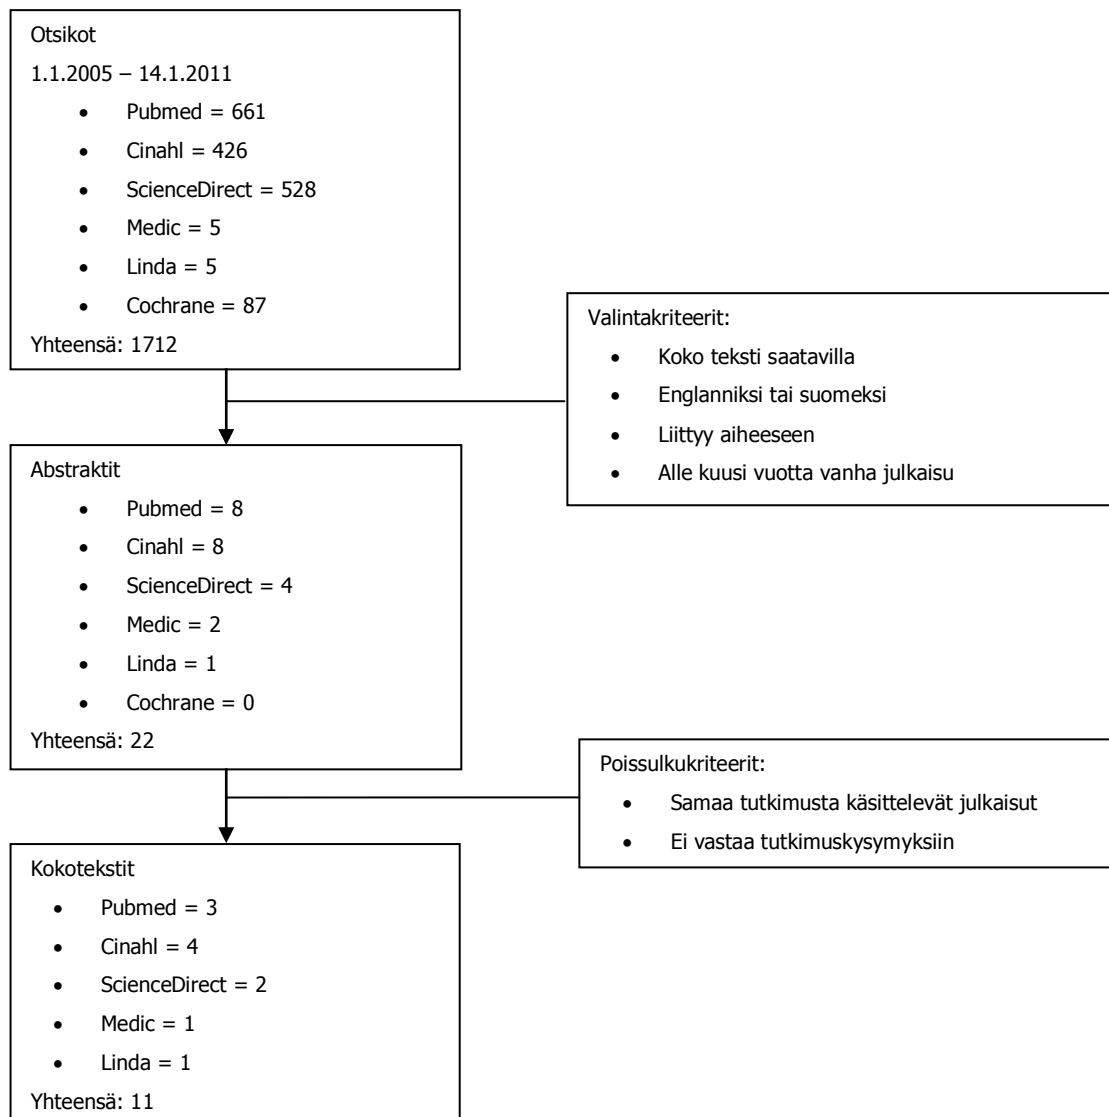 Otsikot
1.1.2005 – 14.1.2011
• Pubmed = 661
• Cinahl = 426
• ScienceDirect = 528
• Medic = 5
• Linda = 5
• Cochrane = 87
Yhteensä: 1712
Valintakriteerit:
• Koko teksti saatavilla
• Englanniksi tai suomeksi
• Liittyy aiheeseen
• Alle kuusi vuotta vanha julkaisu
Abstraktit
• Pubmed = 8
• Cinahl = 8
• ScienceDirect = 4
• Medic = 2
• Linda = 1
• Cochrane = 0
Yhteensä: 22
Poissulkukriteerit:
• Samaa tutkimusta käsittelevät julkaisut
• Ei vastaa tutkimuskysymyksiin
Kokotekstit
• Pubmed = 3
• Cinahl = 4
• ScienceDirect = 2
• Medic = 1
• Linda = 1
Yhteensä: 11